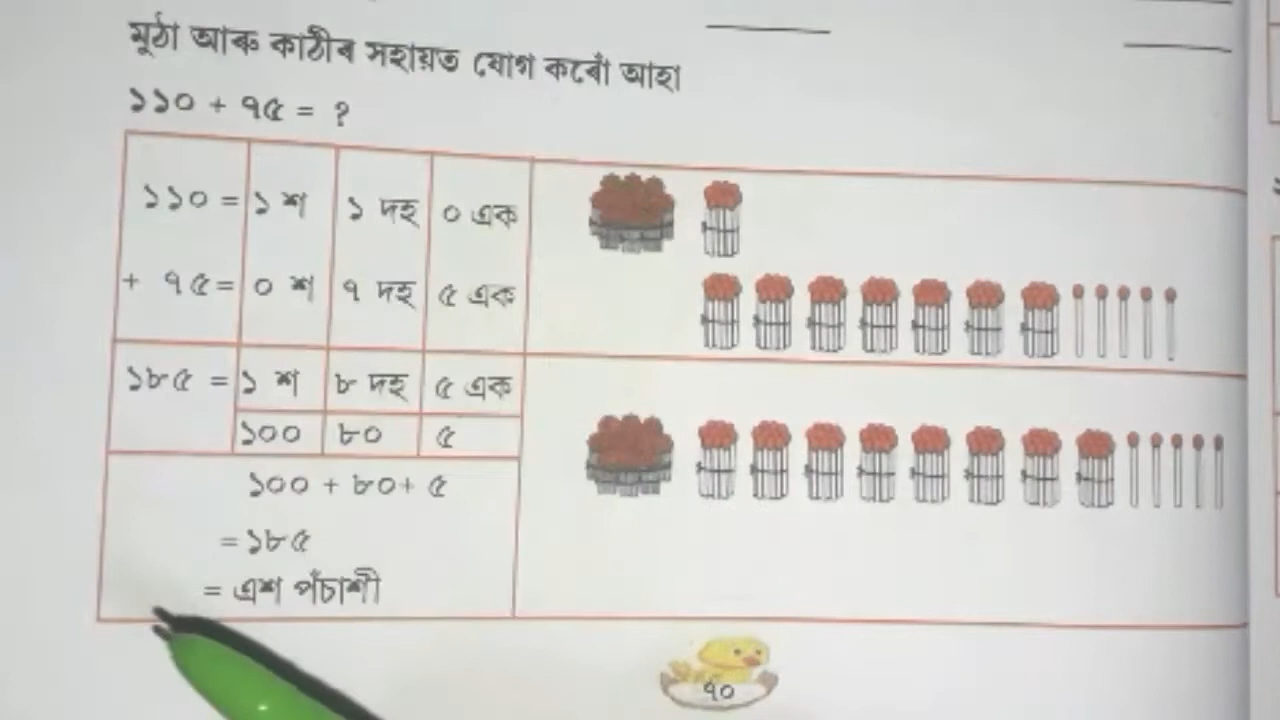 মুঠা আৰু কাঠীৰ সহায়ত যোগ কৰোঁ আহা
১১০ + ৭৫ = ?
১১০ = ১ শ ১ দহ ০ এক
+ ৭৫ = ০ শ ৭ দহ ৫ এক
১৮৫ = ১ শ ৮ দহ ৫ এক
১০০ ৮০ ৫
১০০ + ৮০+ ৫
= ১৮৫
= এশ পঁচাশী
৭০